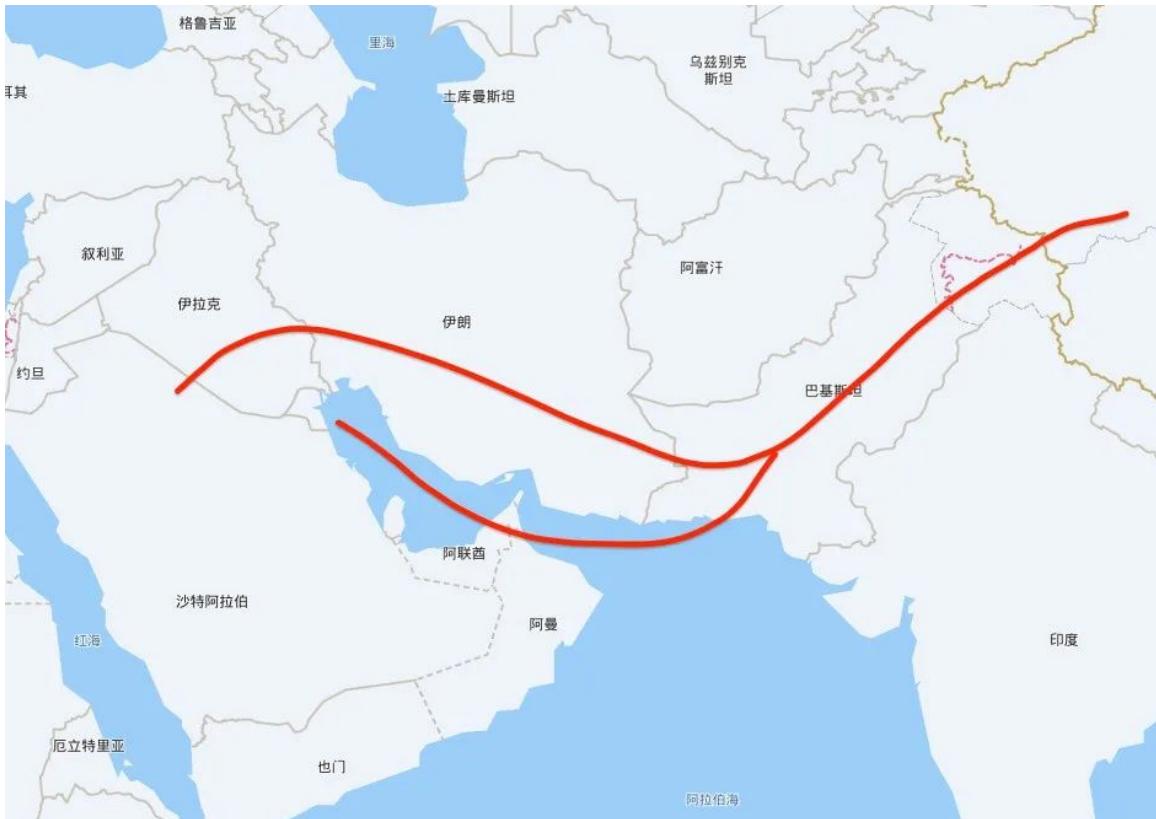 格鲁吉亚
里海
乌兹别克
斯坦
耳其
土库曼斯坦
叙利亚
阿富汗
伊拉克
伊朗
约旦
巴基斯坦
阿联酋
沙特阿拉伯
阿曼
红海
印度
厄立特里亚
也门
阿拉伯海